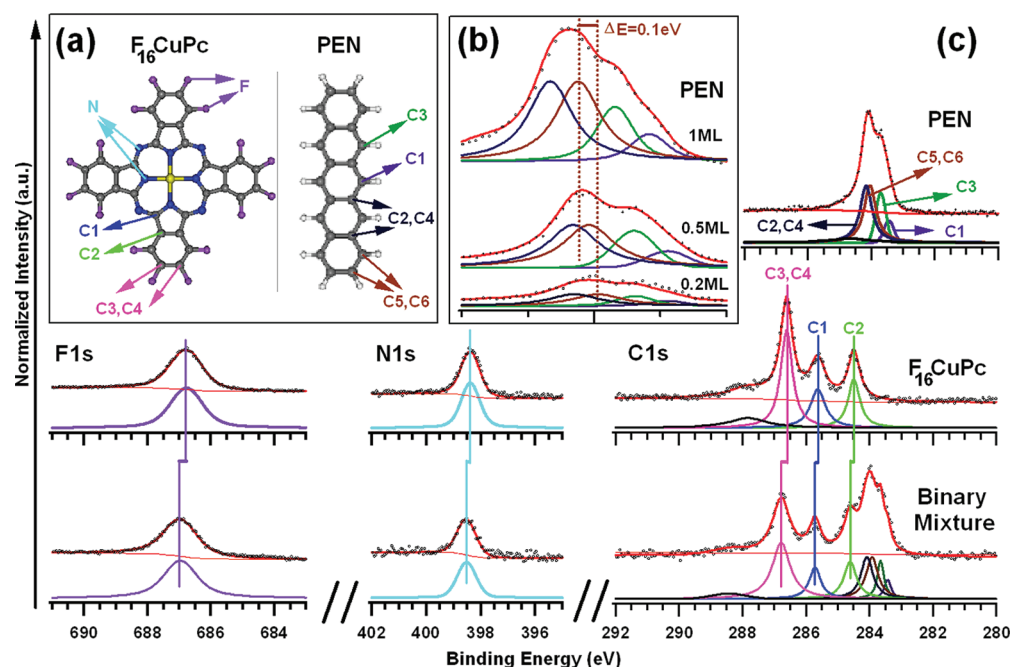 (a)
F16CuPc
PEN
F
N
C1
C2
C3,C4
C3
C1
C2,C4
C5,C6
(b)
ΔE=0.1eV
PEN
1ML
0.5ML
0.2ML
(c)
PEN
C5,C6
C3
C2,C4
C1
Normalized Intensity (a.u.)
F1s
N1s
C1s
C3,C4
C1
C2
F16CuPc
Binary
Mixture
690 688 686 684
402 400 398 396
292 290 288 286 284 282 280
Binding Energy (eV)